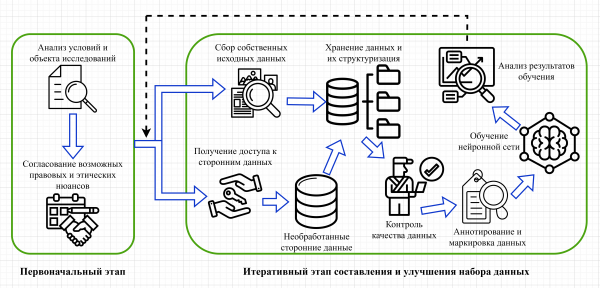 Анализ условий и
объекта исследований
Согласование возможных
правовых и этических
нюансов
Первоначальный этап
Сбор собственных
исходных данных
Хранение данных и
их структуризация
Анализ результатов
обучения
Получение доступа к
сторонним данных
Обучение
нейронной сети
Необработанные
сторонние данные
Контроль
качества данных
Аннотирование и
маркировка данных
Итеративный этап составления и улучшения набора данных